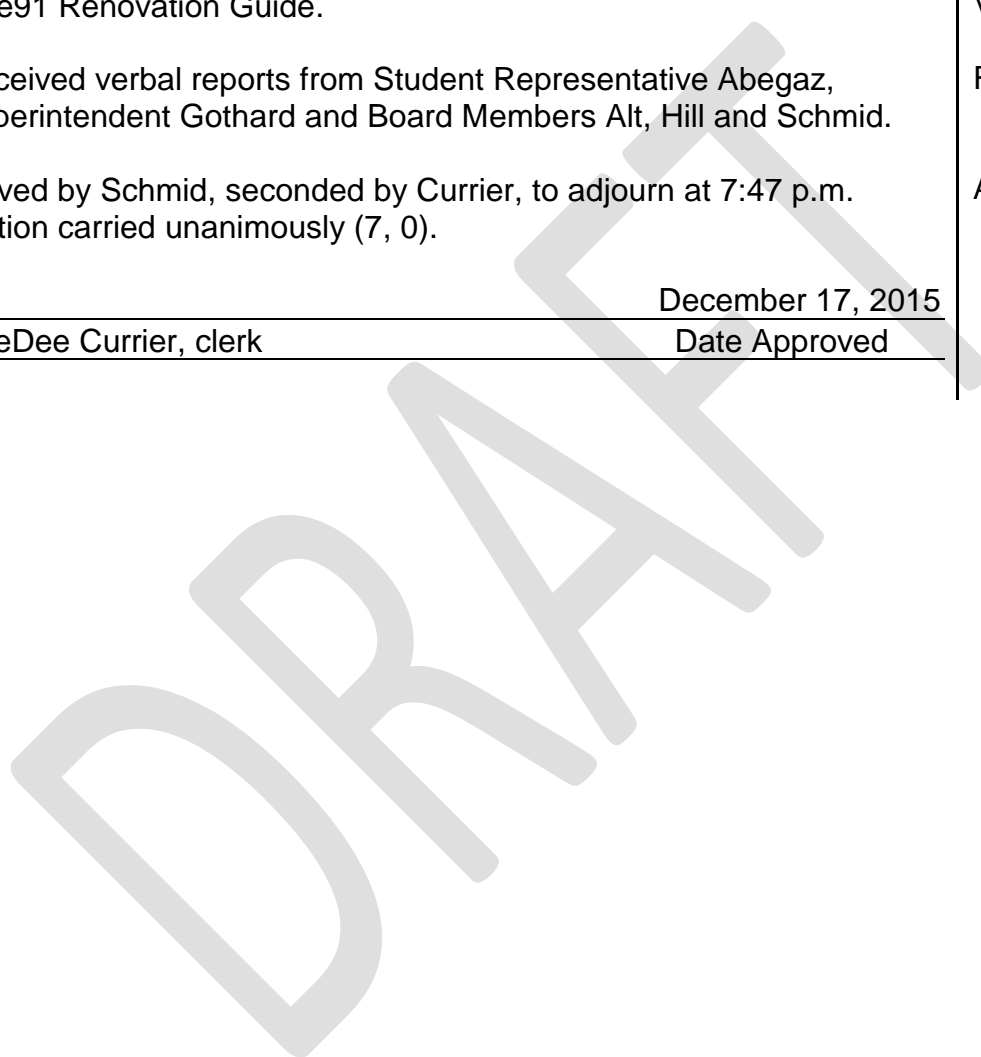 e91 Renovation Guide.
ceived verbal reports from Student Representative Abegaz,
perintendent Gothard and Board Members Alt, Hill and Schmid.
ved by Schmid, seconded by Currier, to adjourn at 7:47 p.m.
tion carried unanimously (7, 0).
December 17, 2015
eDee Currier, clerk Date Approved
DRAFT